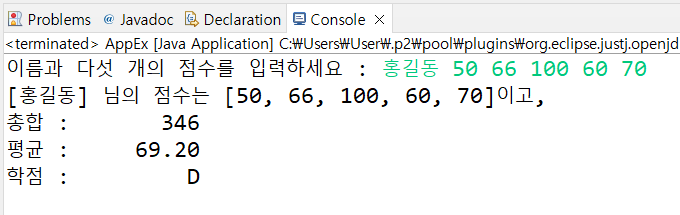 Problems @ Javadoc Declaration Console ×
<terminated> AppEx [Java Application] C:₩Users₩User₩.p2₩pool₩plugins₩org.eclipse.justj.openjd
이름과 다섯 개의 점수를 입력하세요 : 홍길동 50 66 100 60 70
[홍길동] 님의 점수는 [50, 66, 100, 60, 70]이고,
총합 : 346
평균 : 69.20
학점 : D